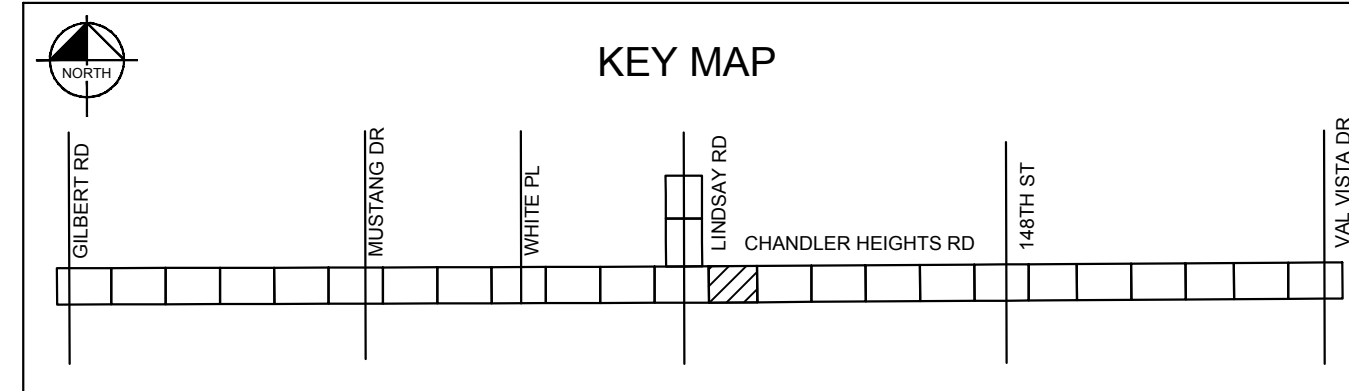 KEY MAP
NORTH
GILBERT RD
MUSTANG DR
WHITE PL
LINDSAY RD
CHANDLER HEIGHTS RD
148TH ST
VAL VISTA DR